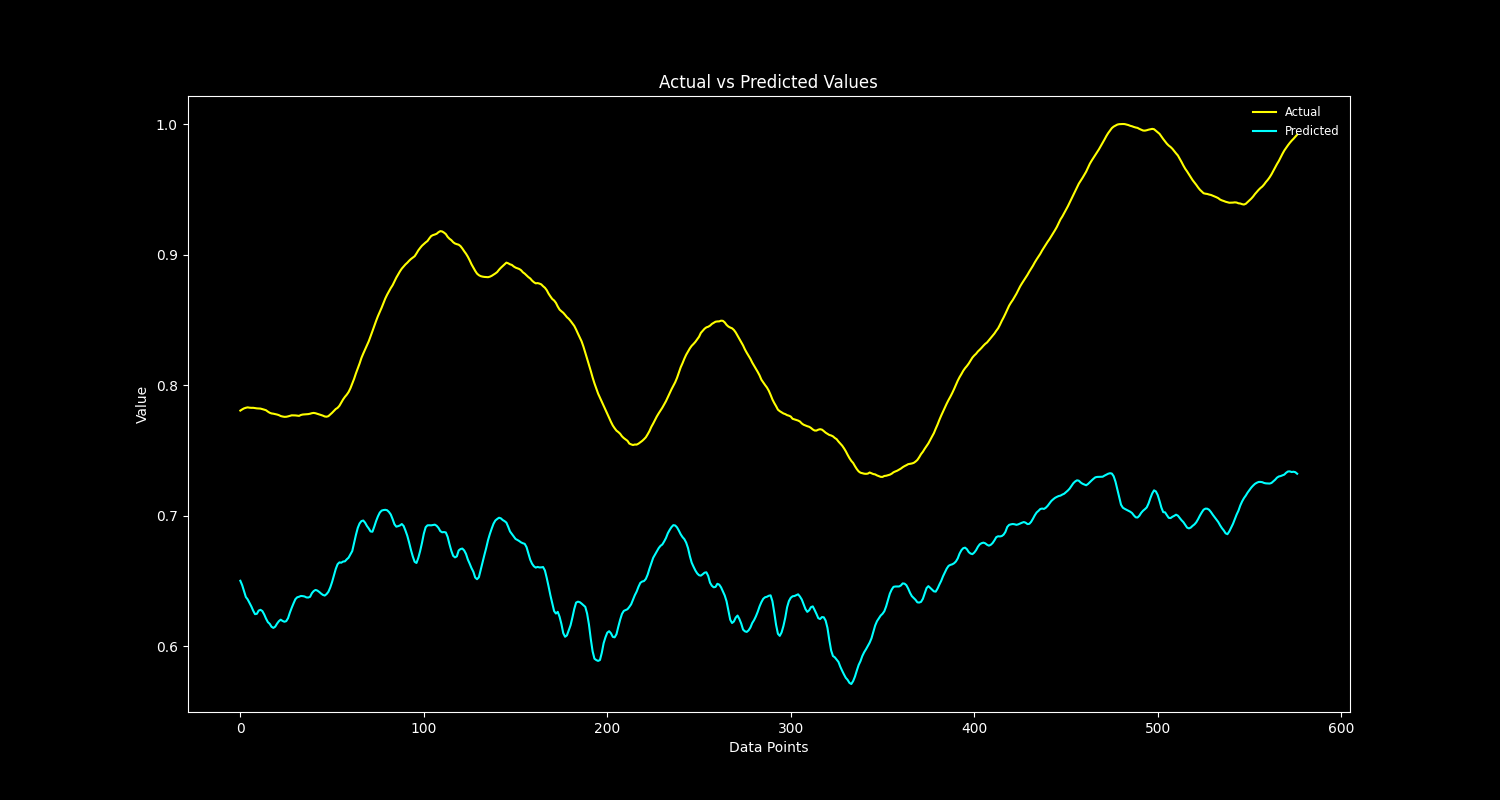 Actual vs Predicted Values
Actual
Predicted
1.0
0.9
0.8
0.7
0.6
Value
0 100 200 300 400 500 600
Data Points